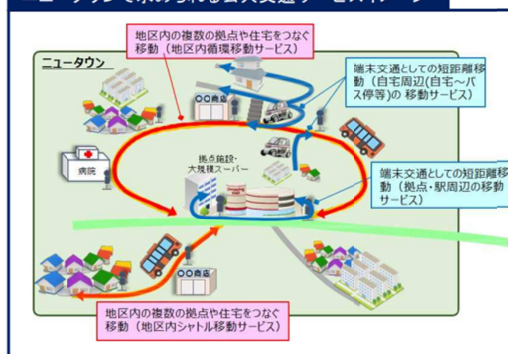 ニュータウンで求められる公共交通サービスイメージ
地区内の複数の拠点や住宅をつなぐ
移動（地区内循環移動サービス）
ニュータウン
端末交通としての短距離移
動（自宅周辺(自宅～バ
ス停等)の 移動サービス）
〇〇商店
病院
拠点施設・
大規模スーパー
端末交通としての短距離移
動（拠点・駅周辺の移動
サービス）
〇〇商店
地区内の複数の拠点や住宅をつなぐ
移動（地区内シャトル移動サービス）